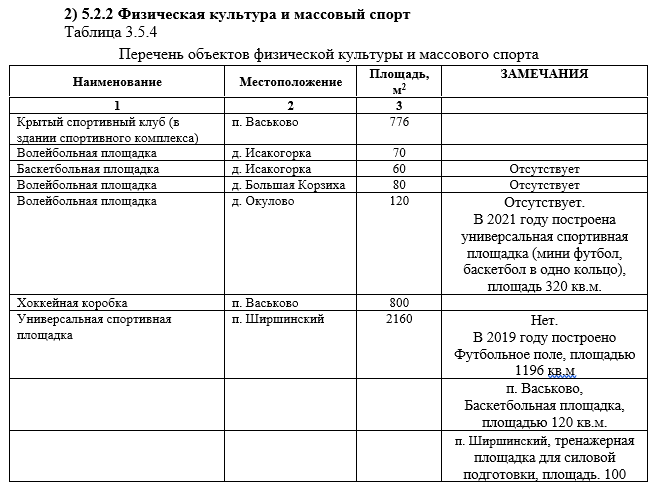 2) 5.2.2 Физическая культура и массовый спорт
Таблица 3.5.4
Перечень объектов физической культуры и массового спорта
Наименование
Местоположение
Площадь,
м2
ЗАМЕЧАНИЯ
1
2
3
Крытый спортивный клуб (в
здании спортивного комплекса)
п. Васьково
776
Волейбольная площадка
д. Исакогорка
70
Баскетбольная площадка
д. Исакогорка
60
Отсутствует
Волейбольная площадка
д. Большая Корзиха
80
Отсутствует
Волейбольная площадка
д. Окулово
120
Отсутствует.
В 2021 году построена
универсальная спортивная
площадка (мини футбол,
баскетбол в одно кольцо),
площадь 320 кв.м.
Хоккейная коробка
п. Васьково
800
Универсальная спортивная
площадка
п. Ширшинский
2160
Нет.
В 2019 году построено
Футбольное поле, площадью
1196 кв.м
п. Васьково,
Баскетбольная площадка,
площадью 120 кв.м.
п. Ширшинский, тренажерная
площадка для силовой
подготовки, площадь. 100